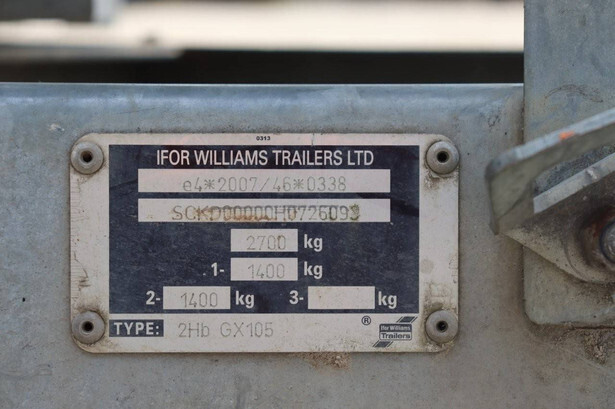 0313
IFOR WILLIAMS TRAILERS LTD
e4*2007/46*0338
SCKD00000H0726093
2700 kg
1- 1400 kg
2- 1400 kg 3- kg
TYPE: 2Hb GX105 ® Ifor Williams
Trailers